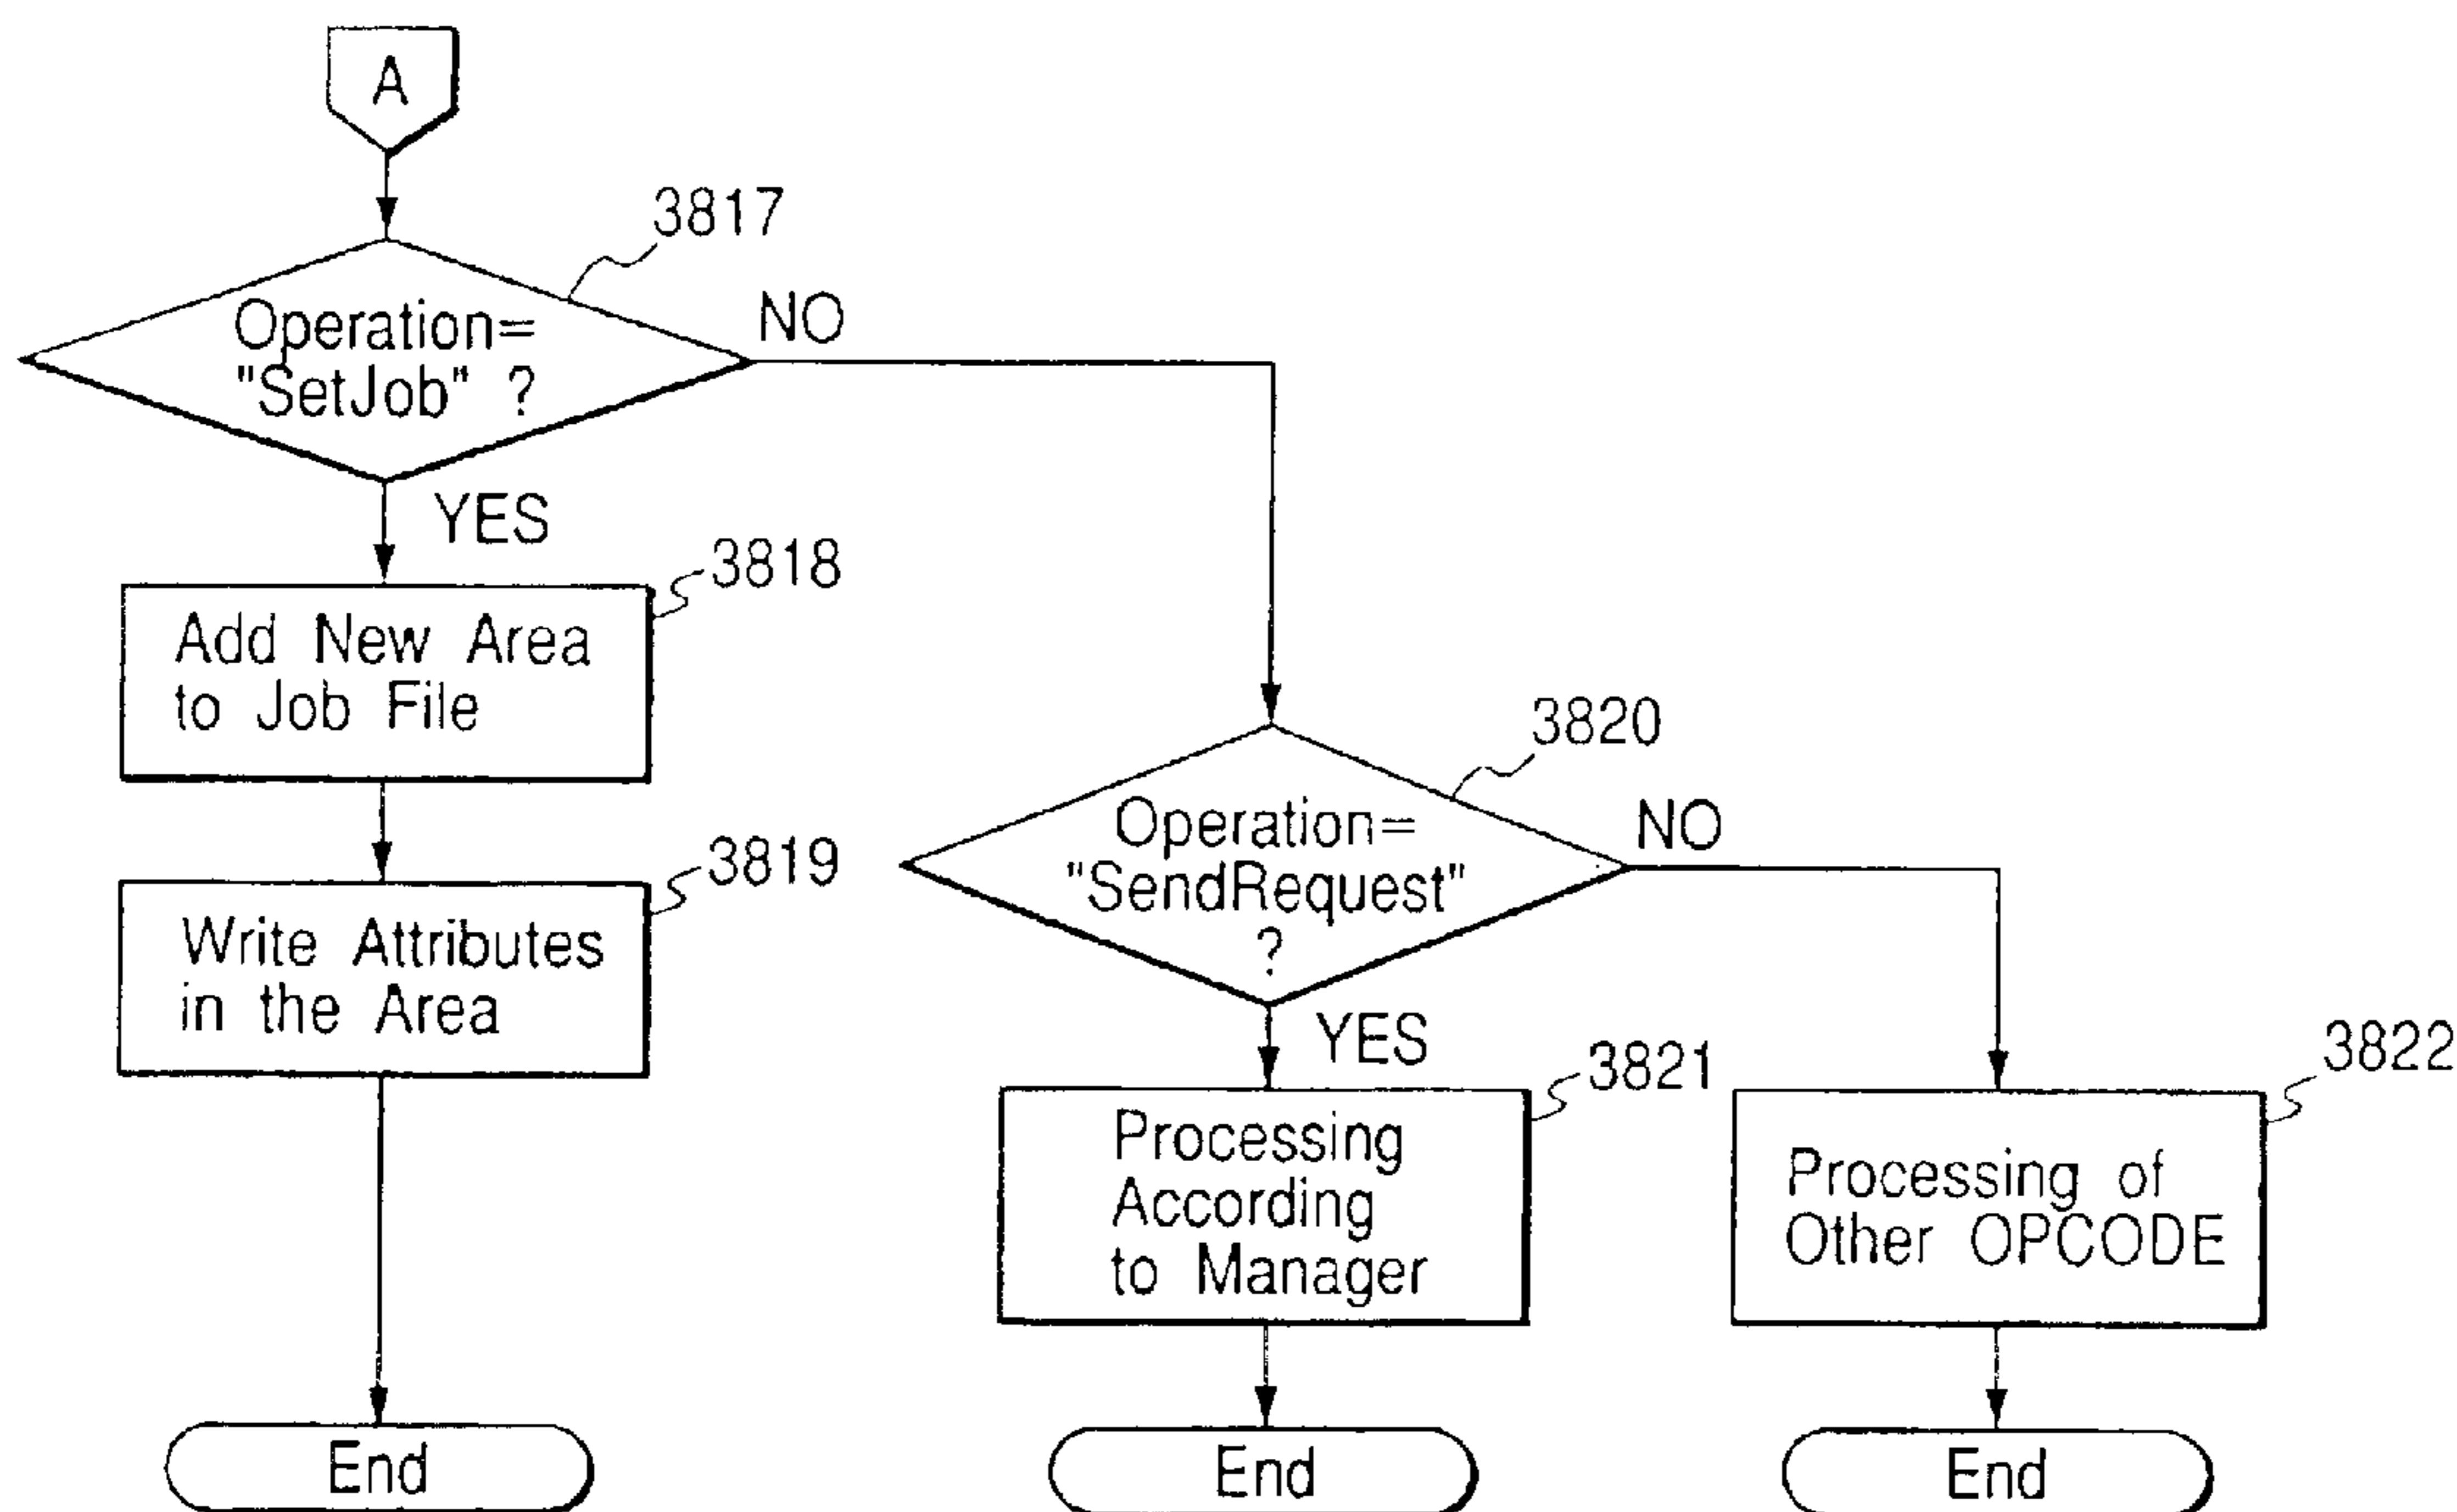 A
3817
Operation=
"SetJob" ?
NO
YES
3818
Add New Area
to Job File
3819
Write Attributes
in the Area
End
3820
Operation=
"SendRequest"
?
NO
YES
3821
Processing
According
to Manager
End
3822
Processing of
Other OPCODE
End